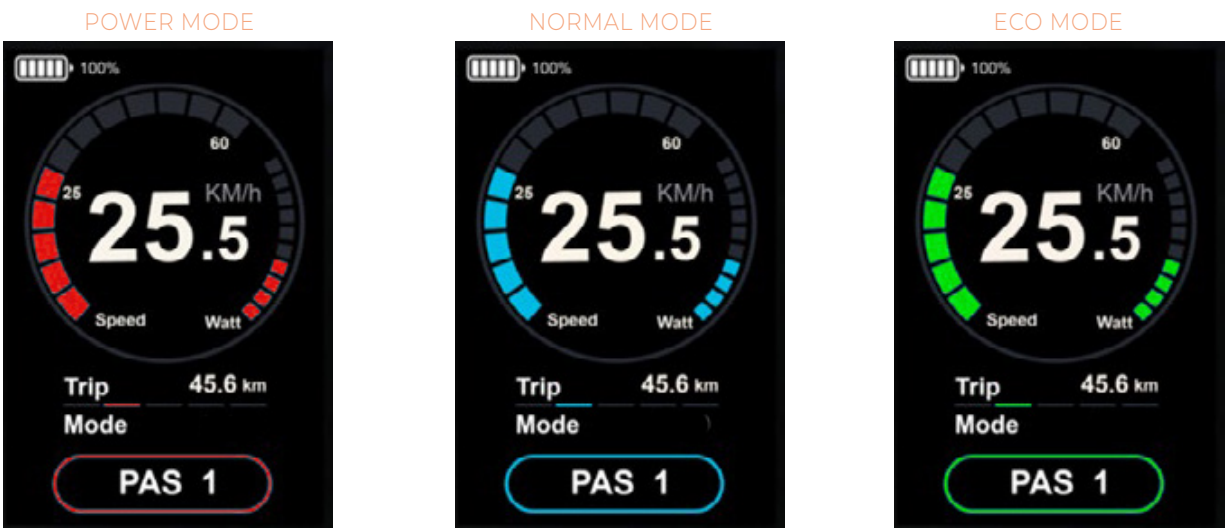 POWER MODE
100%
60
25
KM/h
25.5
Speed
Watt
Trip 45.6 km
Mode
PAS 1
NORMAL MODE
100%
60
25
KM/h
25.5
Speed
Watt
Trip 45.6 km
Mode
PAS 1
ECO MODE
100%
60
25
KM/h
25.5
Speed
Watt
Trip 45.6 km
Mode
PAS 1